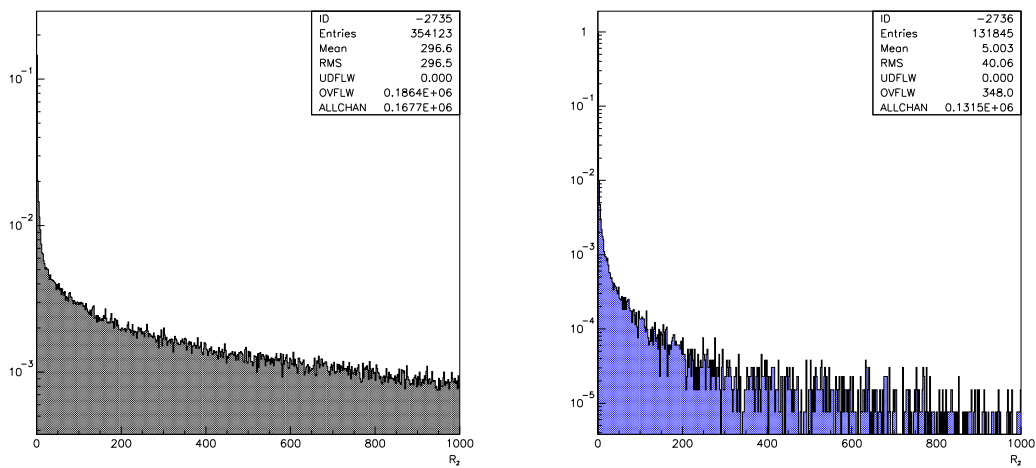 ID -2735
Entries 354123
Mean 296.6
RMS 296.5
UDFLW 0.000
OVFLW 0.1864E+06
ALLCHAN 0.1677E+06
10⁻¹
10⁻²
10⁻³
0 200 400 600 800 1000
R₂
ID -2736
Entries 131845
Mean 5.003
RMS 40.06
UDFLW 0.000
OVFLW 348.0
ALLCHAN 0.1315E+06
1
10⁻¹
10⁻²
10⁻³
10⁻⁴
10⁻⁵
0 200 400 600 800 1000
R₂